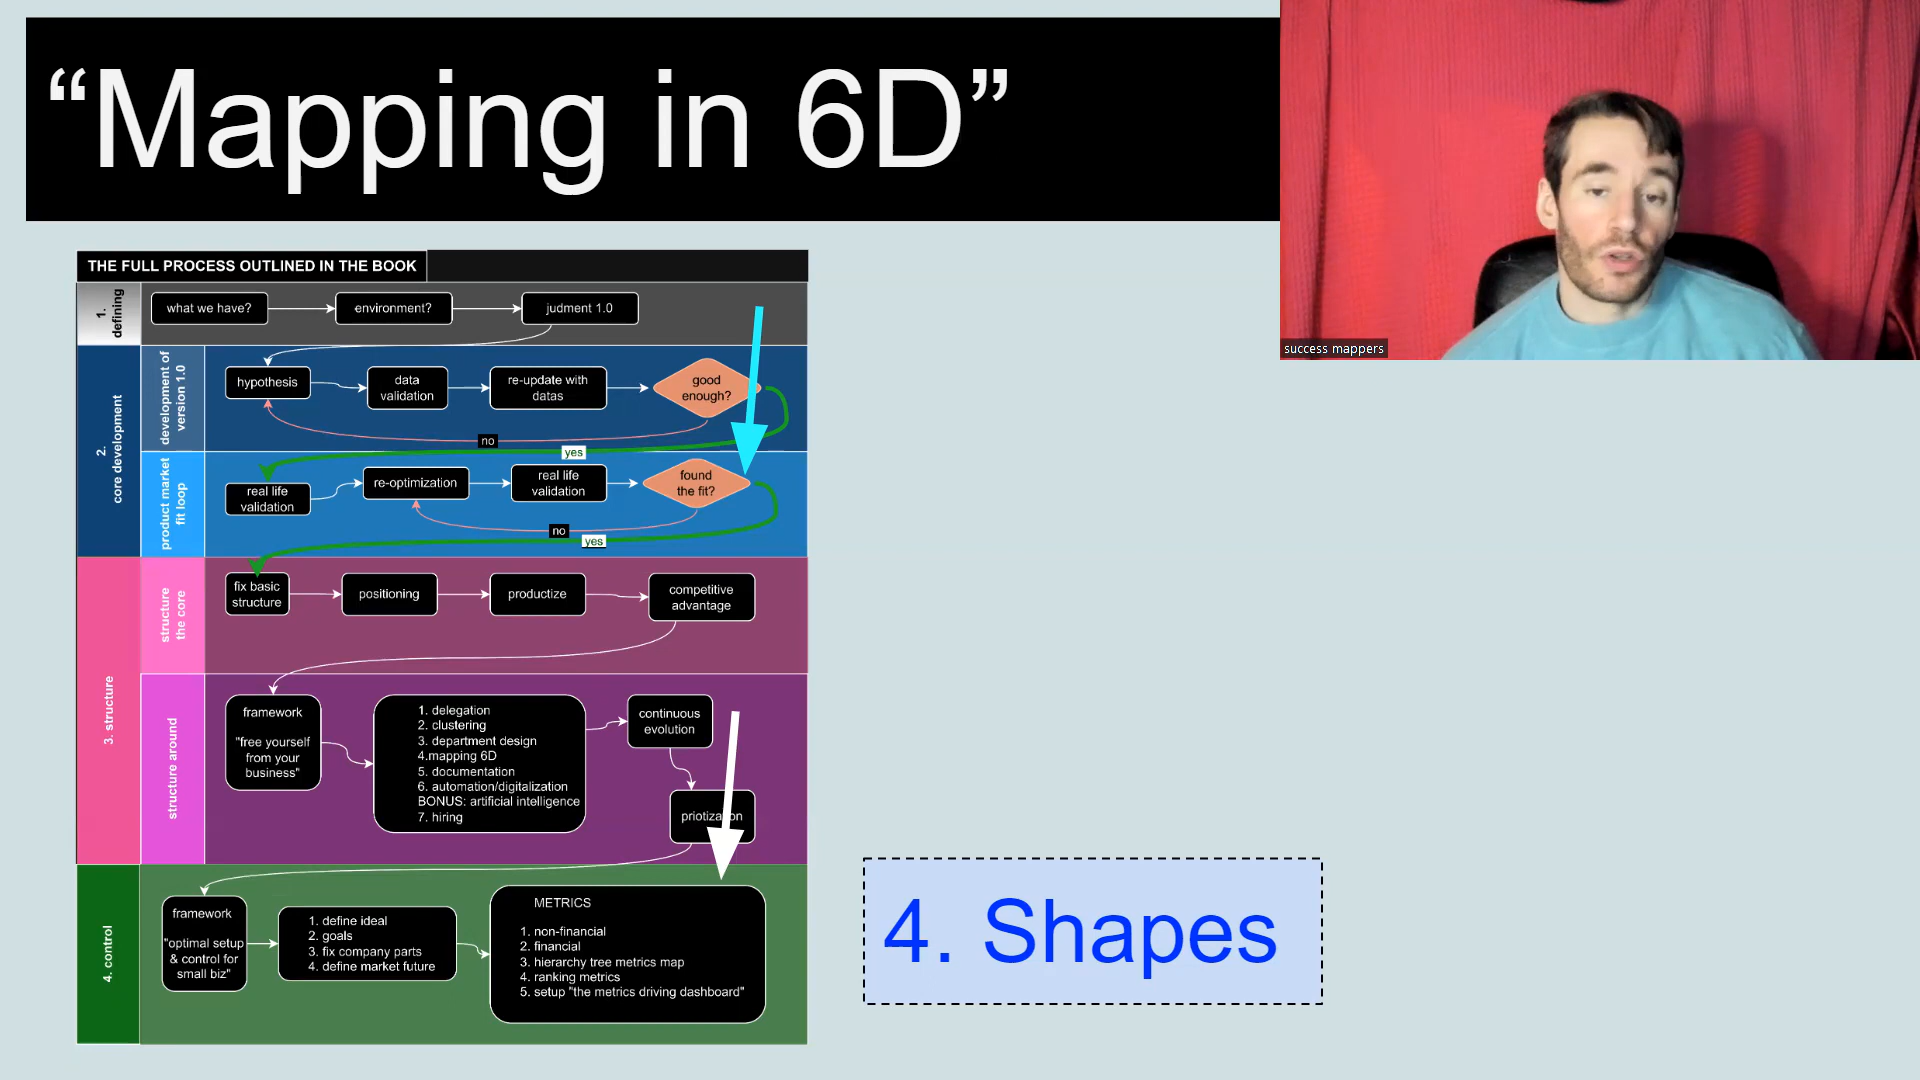 “Mapping in 6D”
success mappers
THE FULL PROCESS OUTLINED IN THE BOOK
1.
defining
what we have?
environment?
judment 1.0
2.
core development
development of
version 1.0
hypothesis
data
validation
re-update with
datas
good
enough?
no
yes
product market
fit loop
real life
validation
re-optimization
real life
validation
found
the fit?
no
yes
3. structure
structure
the core
fix basic
structure
positioning
productize
competitive
advantage
structure around
framework
"free yourself
from your
business"
1. delegation
2. clustering
3. department design
4.mapping 6D
5. documentation
6. automation/digitalization
BONUS: artificial intelligence
7. hiring
continuous
evolution
4. control
framework
"optimal setup
& control for
small biz"
1. define ideal
2. goals
3. fix company parts
4. define market future
METRICS
1. non-financial
2. financial
3. hierarchy tree metrics map
4. ranking metrics
5. setup "the metrics driving dashboard"
4. Shapes